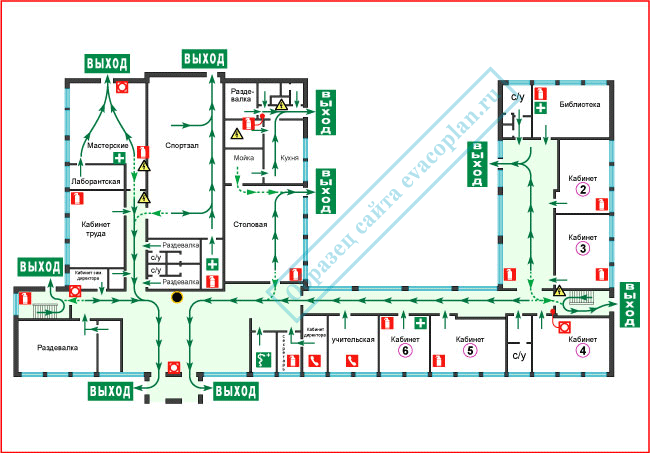 ВЫХОД
ВЫХОД
Разде-
валка
ВЫХОД
с/у
Библиотека
Мастерские
Спортзал
Мойка
Кухня
ВЫХОД
Лаборантская
ВЫХОД
Кабинет
2
Кабинет
труда
Столовая
Раздевалка
с/у
с/у
Раздевалка
Кабинет
3
ВЫХОД
Кабинет зам
директора
ВЫХОД
Раздевалка
Кабинет
директора
учительская
Кабинет
6
Кабинет
5
с/у
Кабинет
4
ВЫХОД
ВЫХОД
Образец сайта evacoplan.ru